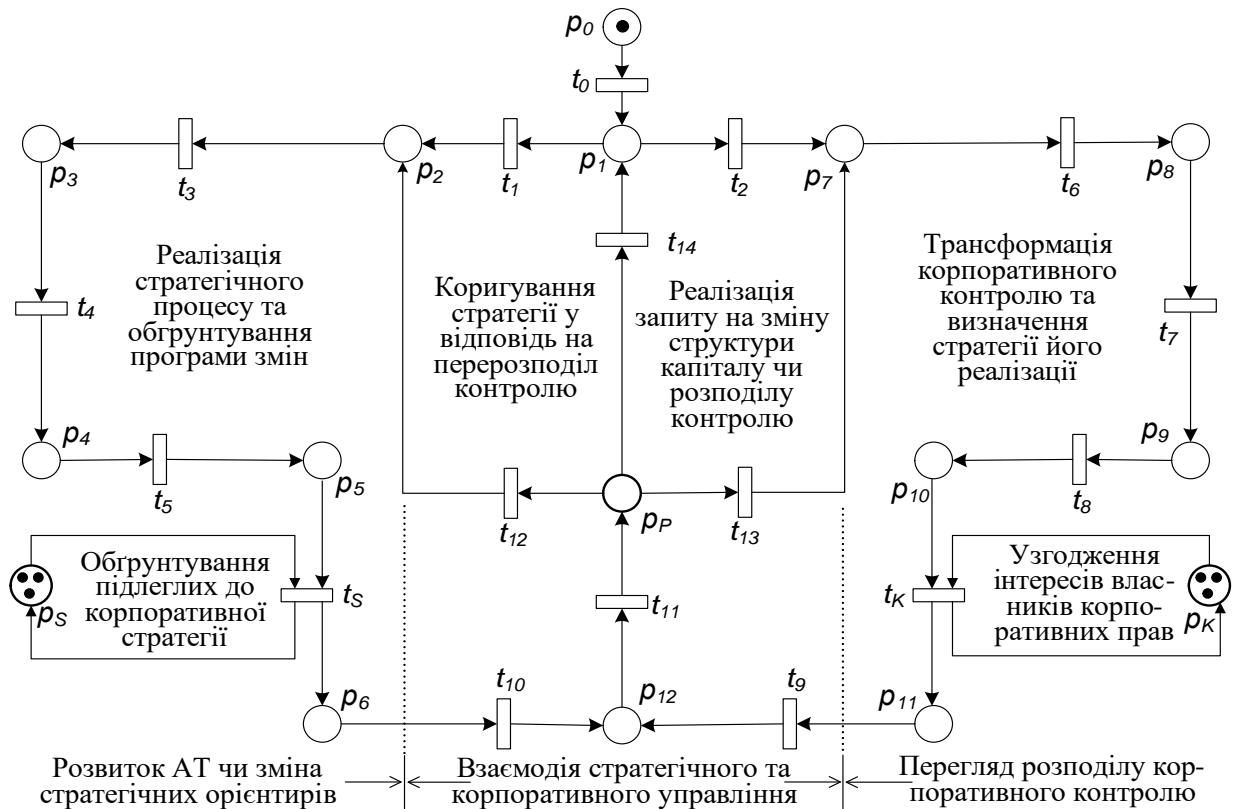 p0
t0
p3
t3
p2
t1
p1
t2
p7
t6
p8
t14
Реалізація
стратегічного
процесу та
обгрунтування
програми змін
t4
Коригування
стратегії у
відповідь на
перерозподіл
контролю
Реалізація
запиту на зміну
структури
капіталу чи
розподілу
контролю
Трансформація
корпоративного
контролю та
визначення
стратегії його
реалізації
t7
p4
t5
p5
t12
pP
t13
p10
t8
p9
pS
Обґрунтування
підлеглих до
корпоративної
стратегії
tS
t11
tK
Узгодження
інтересів влас-
ників корпо-
ративних прав
pK
p6
t10
p12
t9
p11
Розвиток АТ чи зміна
стратегічних орієнтирів
Взаємодія стратегічного та
корпоративного управління
Перегляд розподілу кор-
поративного контролю